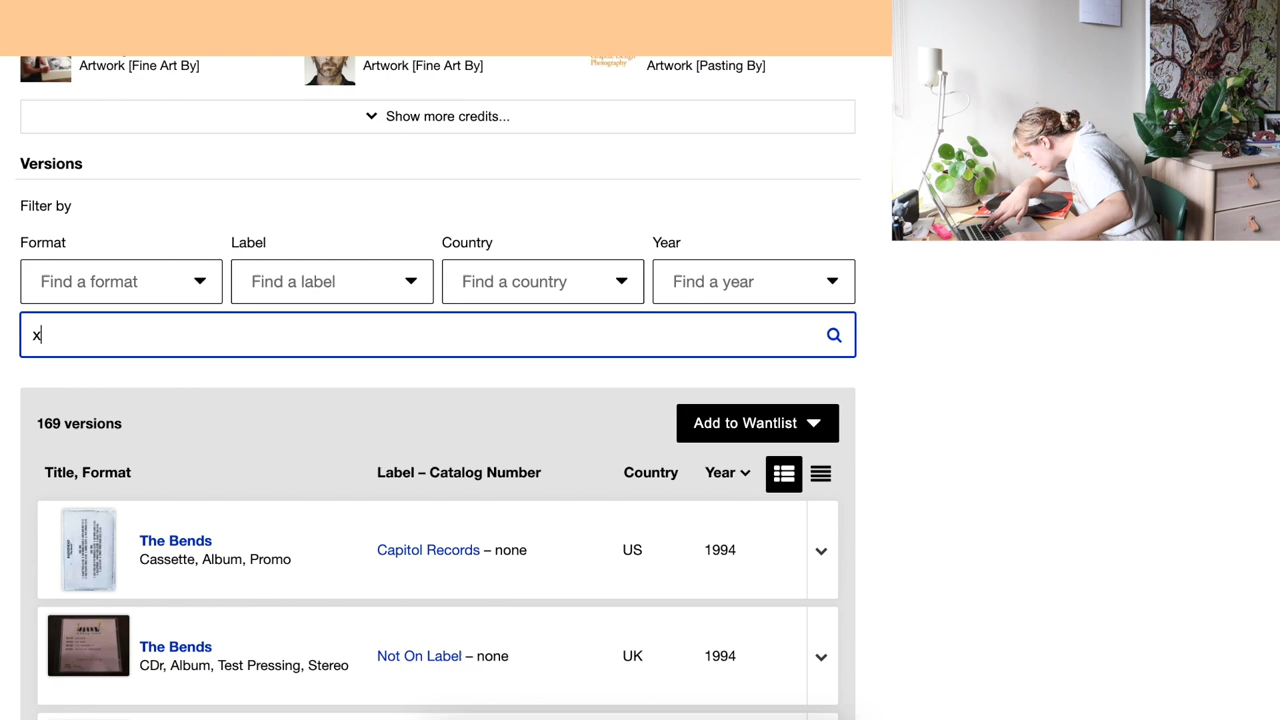 Artwork [Fine Art By]
Artwork [Fine Art By]
Photography
Artwork [Pasting By]
Show more credits...
Versions
Filter by
Format
Label
Country
Year
Find a format
Find a label
Find a country
Find a year
x
169 versions
Add to Wantlist
Title, Format
Label – Catalog Number
Country
Year
The Bends
Cassette, Album, Promo
Capitol Records – none
US
1994
The Bends
CDr, Album, Test Pressing, Stereo
Not On Label – none
UK
1994